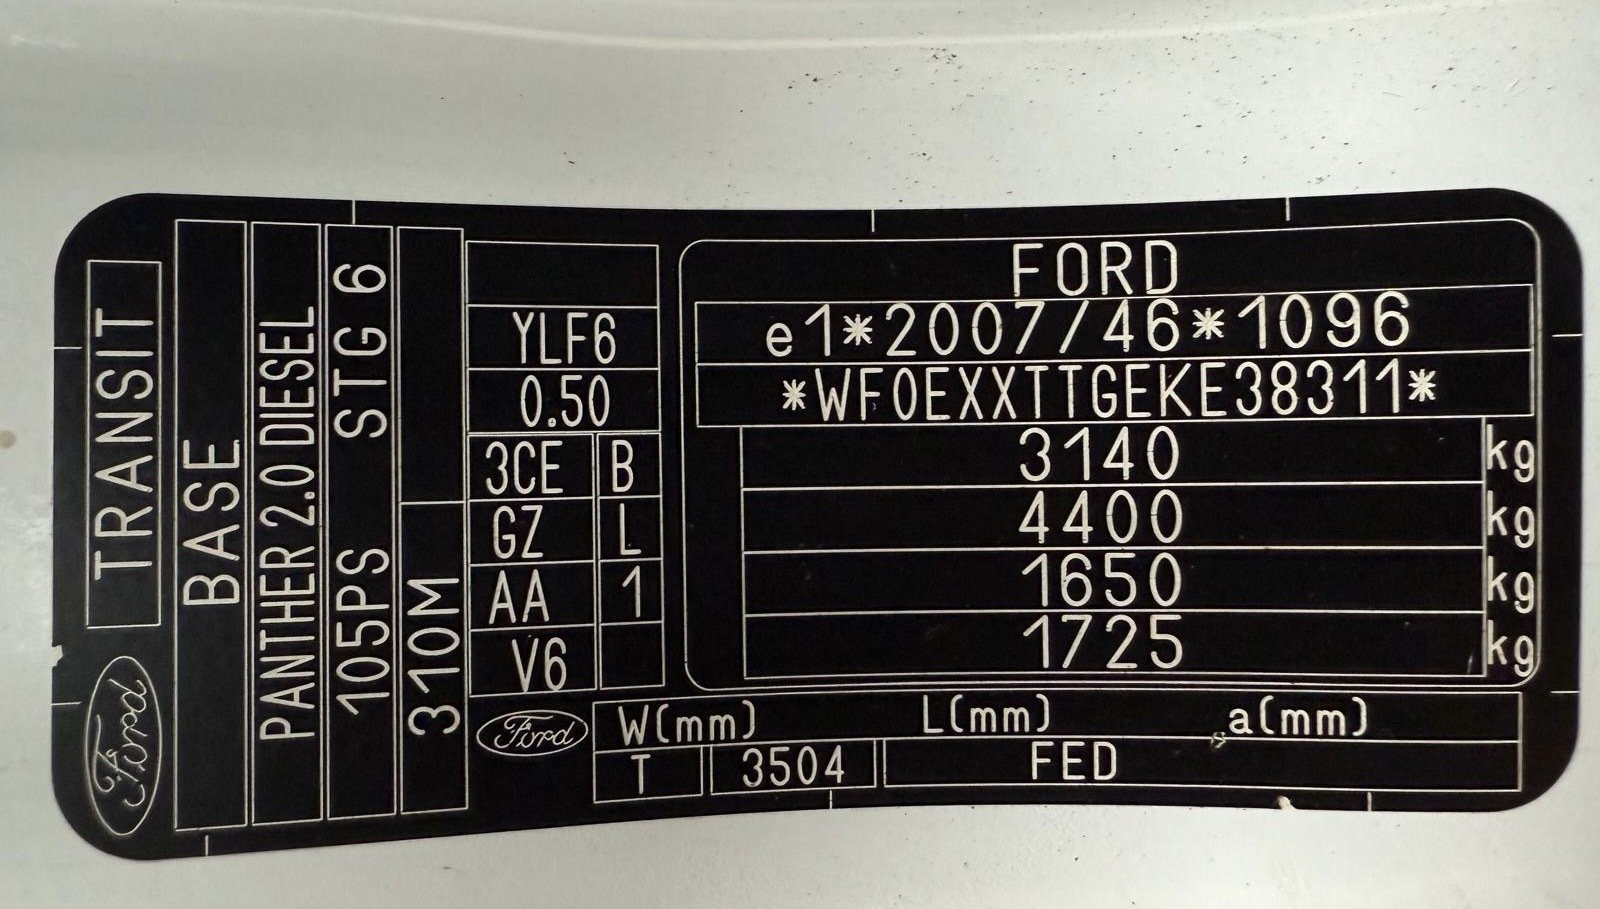 TRANSIT
Ford
BASE
PANTHER 2.0 DIESEL
105PS STG 6
310M
YLF6
0.50
3CE B
GZ L
AA 1
V6
Ford
FORD
e1*2007/46*1096
*WF0EXXTTGEKE38311*
3140 kg
4400 kg
1650 kg
1725 kg
W(mm) L(mm) a(mm)
T 3504 FED